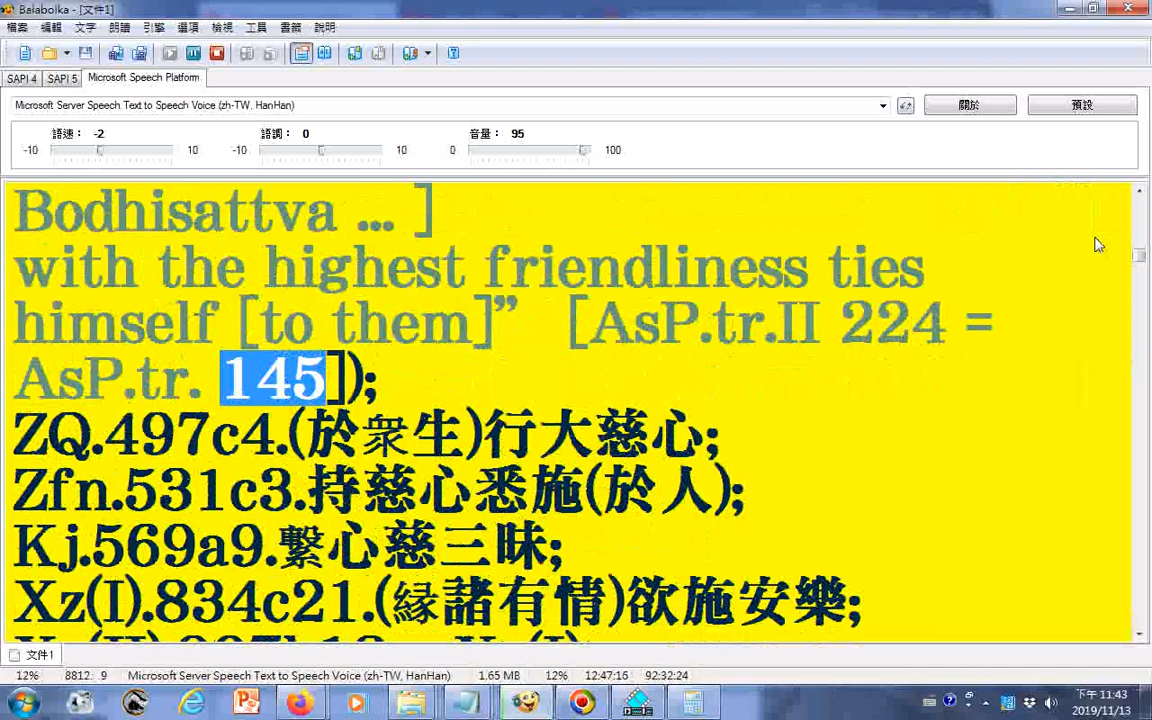 Balabolka - [文件1]
檔案 編輯 文字 朗讀 引擎 選項 檢視 工具 書籤 說明
SAPI 4 SAPI 5 Microsoft Speech Platform
Microsoft Server Speech Text to Speech Voice (zh-TW, HanHan) 關於 預設
語速： -2 語調： 0 音量： 95
-10 10 -10 10 0 100
Bodhisattva ... ]
with the highest friendliness ties
himself [to them]” [AsP.tr.II 224 =
AsP.tr. 145]);
ZQ.497c4.(於衆生)行大慈心;
Zfn.531c3.持慈心悉施(於人);
Kj.569a9.繫心慈三昧;
Xz(I).834c21.(緣諸有情)欲施安樂;
文件1
12% 8812: 9 Microsoft Server Speech Text to Speech Voice (zh-TW, HanHan) 1.65 MB 12% 12:47:16 92:32:24
下午 11:43
2019/11/13